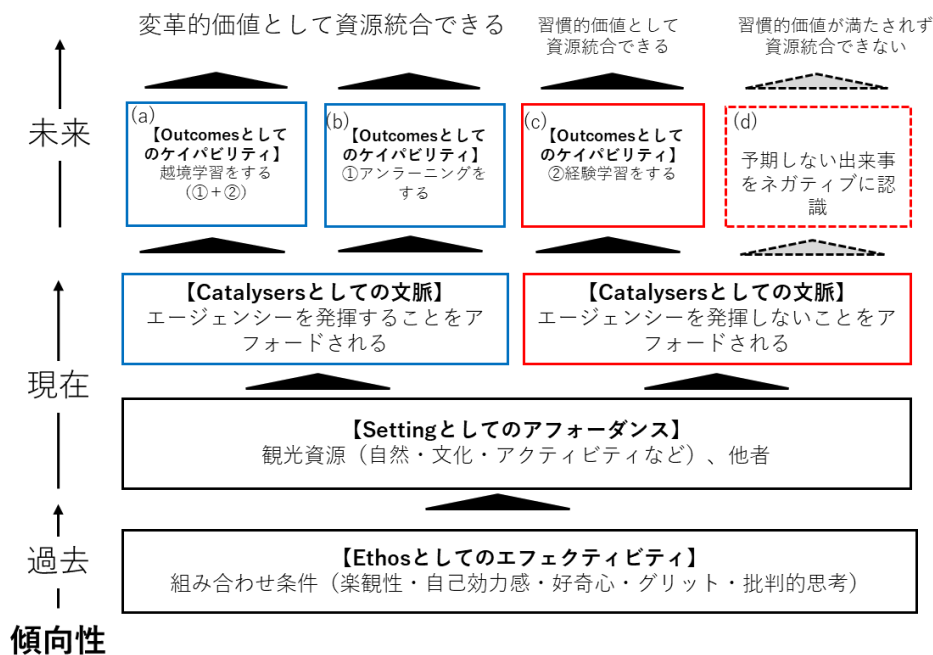 変革的価値として資源統合できる
習慣的価値として
資源統合できる
習慣的価値が満たされず
資源統合できない
未来
(a)
【Outcomesとして
のケイパビリティ】
越境学習をする
(①+②)
(b)
【Outcomesとして
のケイパビリティ】
①アンラーニングを
する
(c)
【Outcomesとして
のケイパビリティ】
②経験学習をする
(d)
予期しない出来事
をネガティブに認
識
現在
【Catalysersとしての文脈】
エージェンシーを発揮することをア
フォードされる
【Catalysersとしての文脈】
エージェンシーを発揮しないことをア
フォードされる
【Settingとしてのアフォーダンス】
観光資源（自然・文化・アクティビティなど）、他者
過去
【Ethosとしてのエフェクティビティ】
組み合わせ条件（楽観性・自己効力感・好奇心・グリット・批判的思考）
傾向性